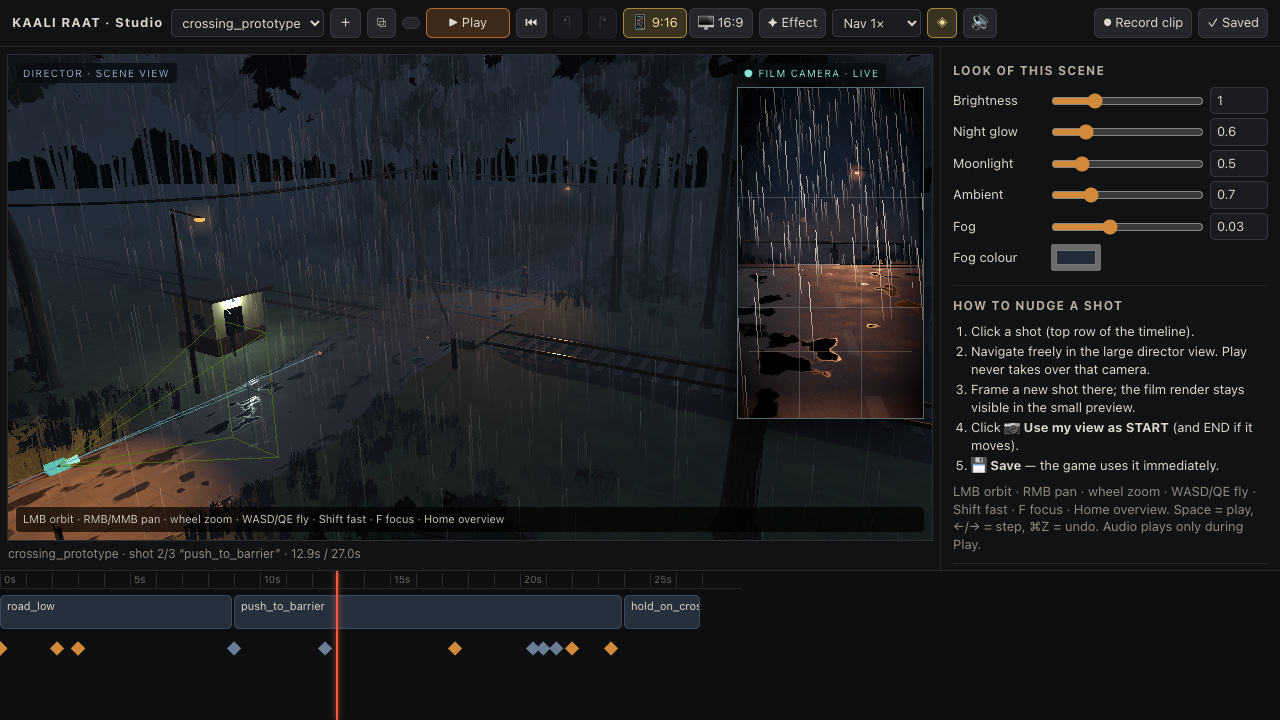 KAALI RAAT · Studio
crossing_prototype
+
▶ Play
📱 9:16
🖥️ 16:9
✦ Effect
Nav 1×
● Record clip
✓ Saved
DIRECTOR · SCENE VIEW
● FILM CAMERA · LIVE
LMB orbit · RMB/MMB pan · wheel zoom · WASD/QE fly · Shift fast · F focus · Home overview
crossing_prototype · shot 2/3 “push_to_barrier” · 12.9s / 27.0s
LOOK OF THIS SCENE
Brightness 1
Night glow 0.6
Moonlight 0.5
Ambient 0.7
Fog 0.03
Fog colour
HOW TO NUDGE A SHOT
1. Click a shot (top row of the timeline).
2. Navigate freely in the large director view. Play
never takes over that camera.
3. Frame a new shot there; the film render stays
visible in the small preview.
4. Click 📷 Use my view as START (and END if it
moves).
5. 💾 Save — the game uses it immediately.
LMB orbit · RMB pan · wheel zoom · WASD/QE fly ·
Shift fast · F focus · Home overview. Space = play,
←/→ = step, ⌘Z = undo. Audio plays only during
Play.
0s 5s 10s 15s 20s 25s
road_low
push_to_barrier
hold_on_cros